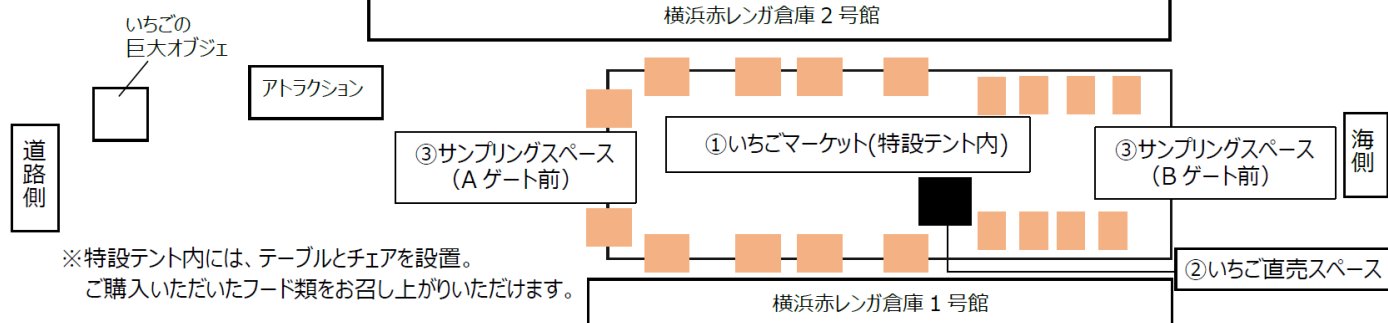 横浜赤レンガ倉庫２号館
いちごの
巨大オブジェ
アトラクション
道路側
③サンプリングスペース
（A ゲート前）
①いちごマーケット(特設テント内)
③サンプリングスペース
（B ゲート前）
海側
※特設テント内には、テーブルとチェアを設置。
ご購入いただいたフード類をお召し上がりいただけます。
②いちご直売スペース
横浜赤レンガ倉庫１号館